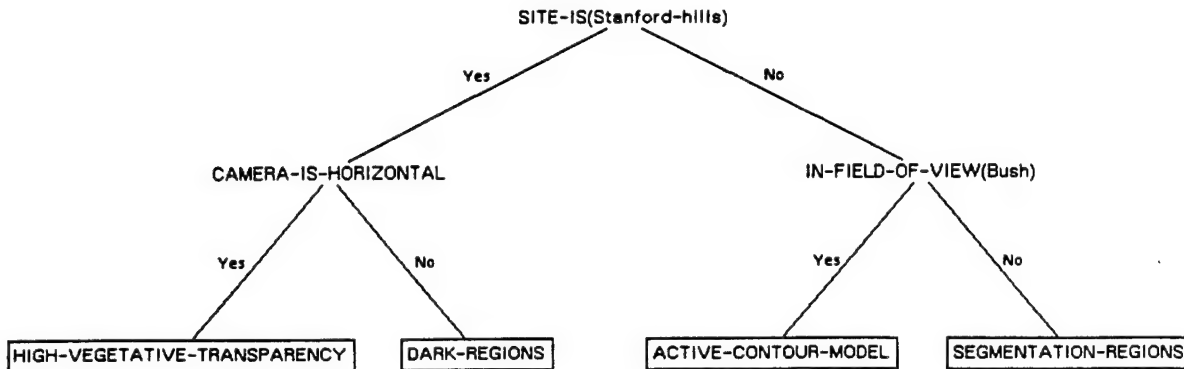 SITE-IS(Stanford-hills)
Yes
No
CAMERA-IS-HORIZONTAL
IN-FIELD-OF-VIEW(Bush)
Yes
No
Yes
No
HIGH-VEGETATIVE-TRANSPARENCY
DARK-REGIONS
ACTIVE-CONTOUR-MODEL
SEGMENTATION-REGIONS